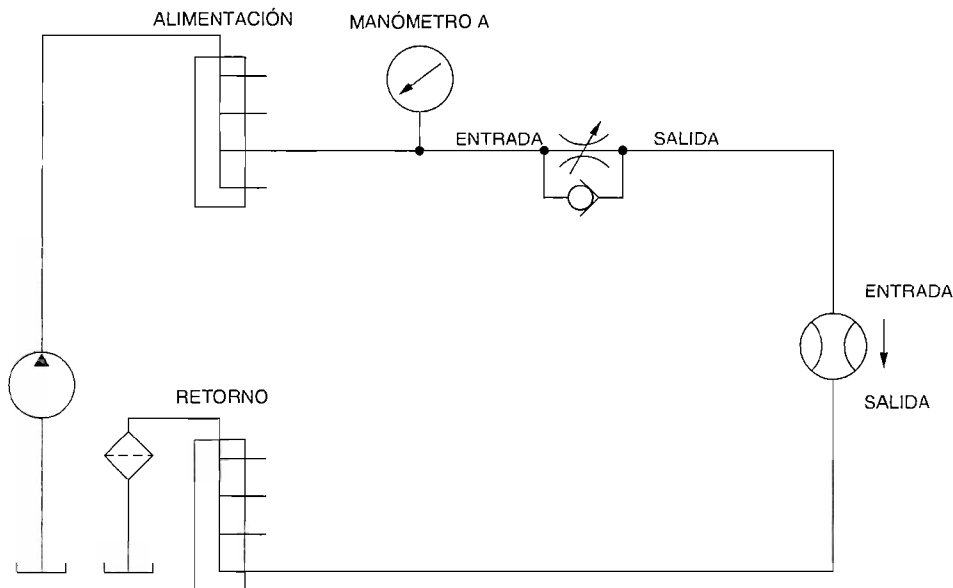 ALIMENTACIÓN
MANÓMETRO A
ENTRADA
SALIDA
ENTRADA
SALIDA
RETORNO